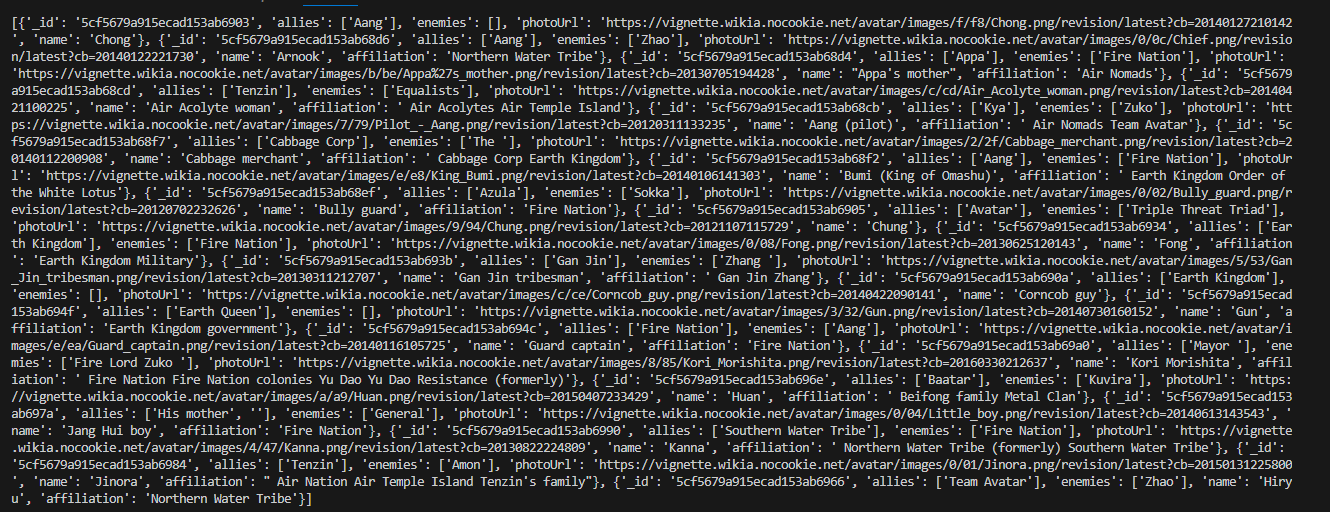 [{'_id': '5cf5679a915ecad153ab6903', 'allies': ['Aang'], 'enemies': [], 'photoUrl': 'https://vignette.wikia.nocookie.net/avatar/images/f/f8/Chong.png/revision/latest?cb=20140127210142
', 'name': 'Chong'}, {'_id': '5cf5679a915ecad153ab68d6', 'allies': ['Aang'], 'enemies': ['Zhao'], 'photoUrl': 'https://vignette.wikia.nocookie.net/avatar/images/0/0c/Chief.png/revisio
n/latest?cb=20140122221730', 'name': 'Arnook', 'affiliation': 'Northern Water Tribe'}, {'_id': '5cf5679a915ecad153ab68d4', 'allies': ['Appa'], 'enemies': ['Fire Nation'], 'photoUrl':
'https://vignette.wikia.nocookie.net/avatar/images/b/be/Appa%27s_mother.png/revision/latest?cb=20130705194428', 'name': "Appa's mother", 'affiliation': 'Air Nomads'}, {'_id': '5cf5679
a915ecad153ab68cd', 'allies': ['Tenzin'], 'enemies': ['Equalists'], 'photoUrl': 'https://vignette.wikia.nocookie.net/avatar/images/c/cd/Air_Acolyte_woman.png/revision/latest?cb=201404
21100225', 'name': 'Air Acolyte woman', 'affiliation': ' Air Acolytes Air Temple Island'}, {'_id': '5cf5679a915ecad153ab68cb', 'allies': ['Kya'], 'enemies': ['Zuko'], 'photoUrl': 'htt
ps://vignette.wikia.nocookie.net/avatar/images/7/79/Pilot_-_Aang.png/revision/latest?cb=20120311133235', 'name': 'Aang (pilot)', 'affiliation': ' Air Nomads Team Avatar'}, {'_id': '5c
f5679a915ecad153ab68f7', 'allies': ['Cabbage Corp'], 'enemies': ['The '], 'photoUrl': 'https://vignette.wikia.nocookie.net/avatar/images/2/2f/Cabbage_merchant.png/revision/latest?cb=2
0140112200908', 'name': 'Cabbage merchant', 'affiliation': ' Cabbage Corp Earth Kingdom'}, {'_id': '5cf5679a915ecad153ab68f2', 'allies': ['Aang'], 'enemies': ['Fire Nation'], 'photoUr
l': 'https://vignette.wikia.nocookie.net/avatar/images/e/e8/King_Bumi.png/revision/latest?cb=20140106141303', 'name': 'Bumi (King of Omashu)', 'affiliation': ' Earth Kingdom Order of
the White Lotus'}, {'_id': '5cf5679a915ecad153ab68ef', 'allies': ['Azula'], 'enemies': ['Sokka'], 'photoUrl': 'https://vignette.wikia.nocookie.net/avatar/images/0/02/Bully_guard.png/r
evision/latest?cb=20120702232626', 'name': 'Bully guard', 'affiliation': 'Fire Nation'}, {'_id': '5cf5679a915ecad153ab6905', 'allies': ['Avatar'], 'enemies': ['Triple Threat Triad'],
'photoUrl': 'https://vignette.wikia.nocookie.net/avatar/images/9/94/Chung.png/revision/latest?cb=20121107115729', 'name': 'Chung'}, {'_id': '5cf5679a915ecad153ab6934', 'allies': ['Ear
th Kingdom'], 'enemies': ['Fire Nation'], 'photoUrl': 'https://vignette.wikia.nocookie.net/avatar/images/0/08/Fong.png/revision/latest?cb=20130625120143', 'name': 'Fong', 'affiliation
': 'Earth Kingdom Military'}, {'_id': '5cf5679a915ecad153ab693b', 'allies': ['Gan Jin'], 'enemies': ['Zhang '], 'photoUrl': 'https://vignette.wikia.nocookie.net/avatar/images/5/53/Gan
_Jin_tribesman.png/revision/latest?cb=20130311212707', 'name': 'Gan Jin tribesman', 'affiliation': ' Gan Jin Zhang'}, {'_id': '5cf5679a915ecad153ab690a', 'allies': ['Earth Kingdom'],
'enemies': [], 'photoUrl': 'https://vignette.wikia.nocookie.net/avatar/images/c/ce/Corncob_guy.png/revision/latest?cb=20140422090141', 'name': 'Corncob guy'}, {'_id': '5cf5679a915ecad
153ab694f', 'allies': ['Earth Queen'], 'enemies': [], 'photoUrl': 'https://vignette.wikia.nocookie.net/avatar/images/3/32/Gun.png/revision/latest?cb=20140730160152', 'name': 'Gun', 'a
ffiliation': 'Earth Kingdom government'}, {'_id': '5cf5679a915ecad153ab694c', 'allies': ['Fire Nation'], 'enemies': ['Aang'], 'photoUrl': 'https://vignette.wikia.nocookie.net/avatar/i
mages/e/ea/Guard_captain.png/revision/latest?cb=20140116105725', 'name': 'Guard captain', 'affiliation': 'Fire Nation'}, {'_id': '5cf5679a915ecad153ab69a0', 'allies': ['Mayor '], 'ene
mies': ['Fire Lord Zuko '], 'photoUrl': 'https://vignette.wikia.nocookie.net/avatar/images/8/85/Kori_Morishita.png/revision/latest?cb=20160330212637', 'name': 'Kori Morishita', 'affil
iation': ' Fire Nation Fire Nation colonies Yu Dao Yu Dao Resistance (formerly)'}, {'_id': '5cf5679a915ecad153ab696e', 'allies': ['Baatar'], 'enemies': ['Kuvira'], 'photoUrl': 'https:
//vignette.wikia.nocookie.net/avatar/images/a/a9/Huan.png/revision/latest?cb=20150407233429', 'name': 'Huan', 'affiliation': ' Beifong family Metal Clan'}, {'_id': '5cf5679a915ecad153
ab697a', 'allies': ['His mother', ''], 'enemies': ['General'], 'photoUrl': 'https://vignette.wikia.nocookie.net/avatar/images/0/04/Little_boy.png/revision/latest?cb=20140613143543', '
name': 'Jang Hui boy', 'affiliation': 'Fire Nation'}, {'_id': '5cf5679a915ecad153ab6990', 'allies': ['Southern Water Tribe'], 'enemies': ['Fire Nation'], 'photoUrl': 'https://vignette
.wikia.nocookie.net/avatar/images/4/47/Kanna.png/revision/latest?cb=20130822224809', 'name': 'Kanna', 'affiliation': ' Northern Water Tribe (formerly) Southern Water Tribe'}, {'_id':
'5cf5679a915ecad153ab6984', 'allies': ['Tenzin'], 'enemies': ['Amon'], 'photoUrl': 'https://vignette.wikia.nocookie.net/avatar/images/0/01/Jinora.png/revision/latest?cb=20150131225800
', 'name': 'Jinora', 'affiliation': " Air Nation Air Temple Island Tenzin's family"}, {'_id': '5cf5679a915ecad153ab6966', 'allies': ['Team Avatar'], 'enemies': ['Zhao'], 'name': 'Hiry
u', 'affiliation': 'Northern Water Tribe'}]